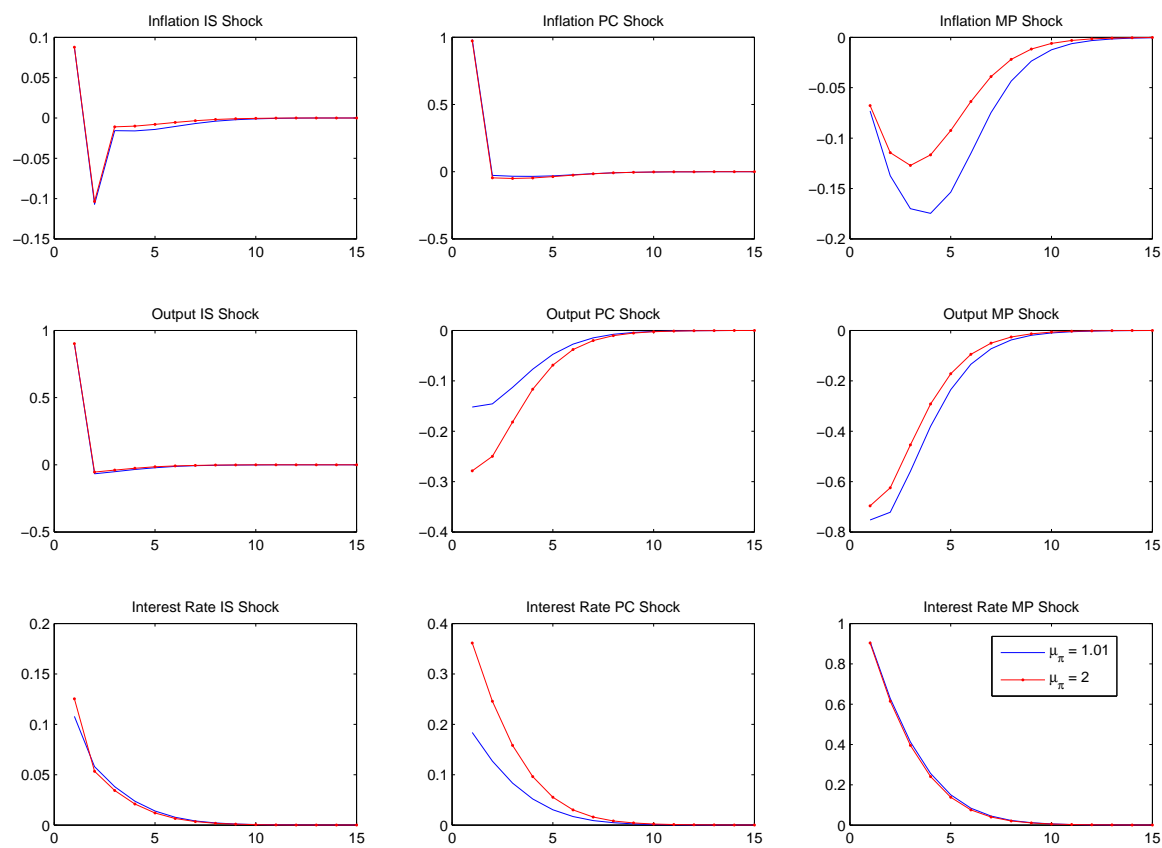 Inflation IS Shock
0.1
0.05
0
−0.05
−0.1
−0.15
0 5 10 15
Inflation PC Shock
1
0.5
0
−0.5
0 5 10 15
Inflation MP Shock
0
−0.05
−0.1
−0.15
−0.2
0 5 10 15
Output IS Shock
1
0.5
0
−0.5
0 5 10 15
Output PC Shock
0
−0.1
−0.2
−0.3
−0.4
0 5 10 15
Output MP Shock
0
−0.2
−0.4
−0.6
−0.8
0 5 10 15
Interest Rate IS Shock
0.2
0.15
0.1
0.05
0
0 5 10 15
Interest Rate PC Shock
0.4
0.3
0.2
0.1
0
0 5 10 15
Interest Rate MP Shock
1
0.8
0.6
0.4
0.2
0
0 5 10 15
μπ = 1.01
μπ = 2